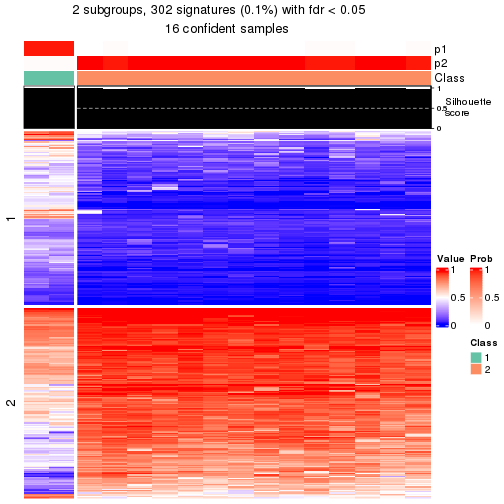 2 subgroups, 302 signatures (0.1%) with fdr < 0.05
16 confident samples
p1
p2
Class
1
0.5
0
Silhouette
score
1
2
Value
1
0.5
0
Prob
1
0.5
0
Class
1
2